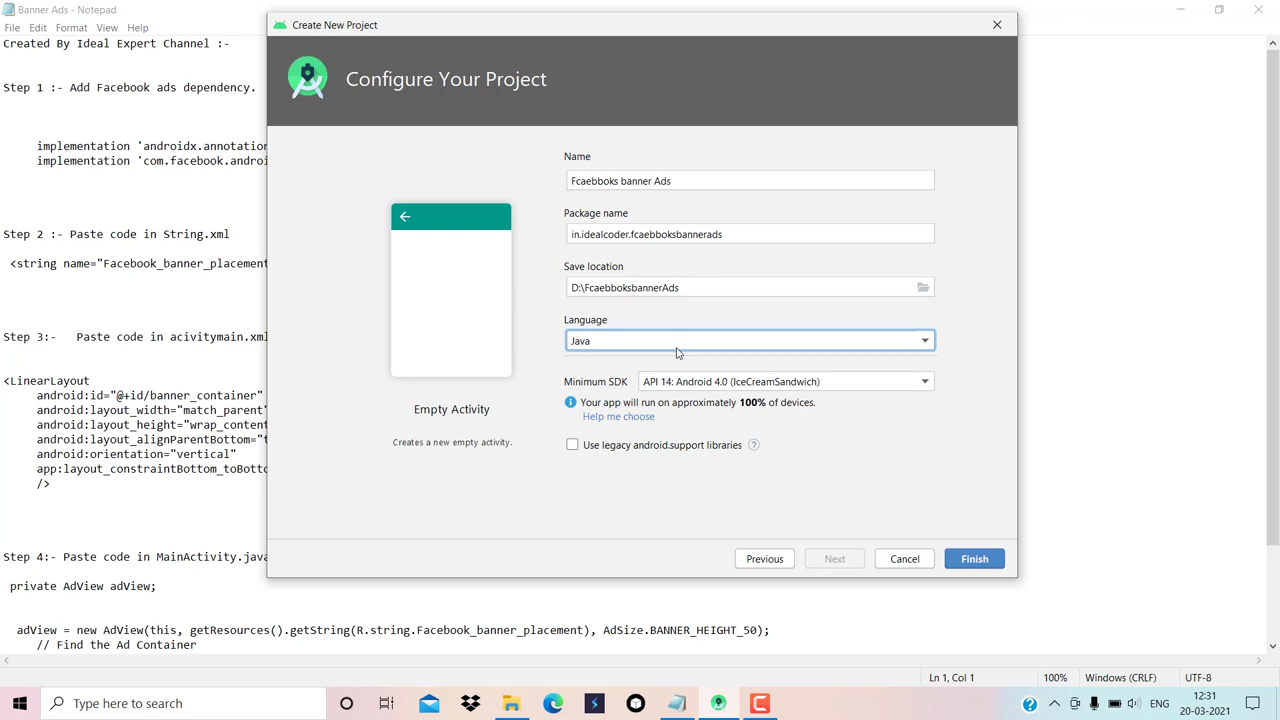 Banner Ads - Notepad
File Edit Format View Help
Created By Ideal Expert Channel :-
Step 1 :- Add Facebook ads dependency.
implementation 'androidx.annotation
implementation 'com.facebook.androi
Step 2 :- Paste code in String.xml
<string name="Facebook_banner_placement
Step 3:- Paste code in acivitymain.xml
<LinearLayout
android:id="@+id/banner_container"
android:layout_width="match_parent"
android:layout_height="wrap_content
android:layout_alignParentBottom="t
android:orientation="vertical"
app:layout_constraintBottom_toBotto
/>
Step 4:- Paste code in MainActivity.java
private AdView adView;
adView = new AdView(this, getResources().getString(R.string.Facebook_banner_placement), AdSize.BANNER_HEIGHT_50);
// Find the Ad Container
Create New Project
Configure Your Project
Empty Activity
Creates a new empty activity.
Name
Fcaebboks banner Ads
Package name
in.idealcoder.fcaebboksbannerads
Save location
D:\FcaebboksbannerAds
Language
Java
Minimum SDK API 14: Android 4.0 (IceCreamSandwich)
Your app will run on approximately 100% of devices.
Help me choose
Use legacy android.support libraries ?
Previous Next Cancel Finish
Ln 1, Col 1 100% Windows (CRLF) UTF-8
Type here to search
ENG
12:31
20-03-2021